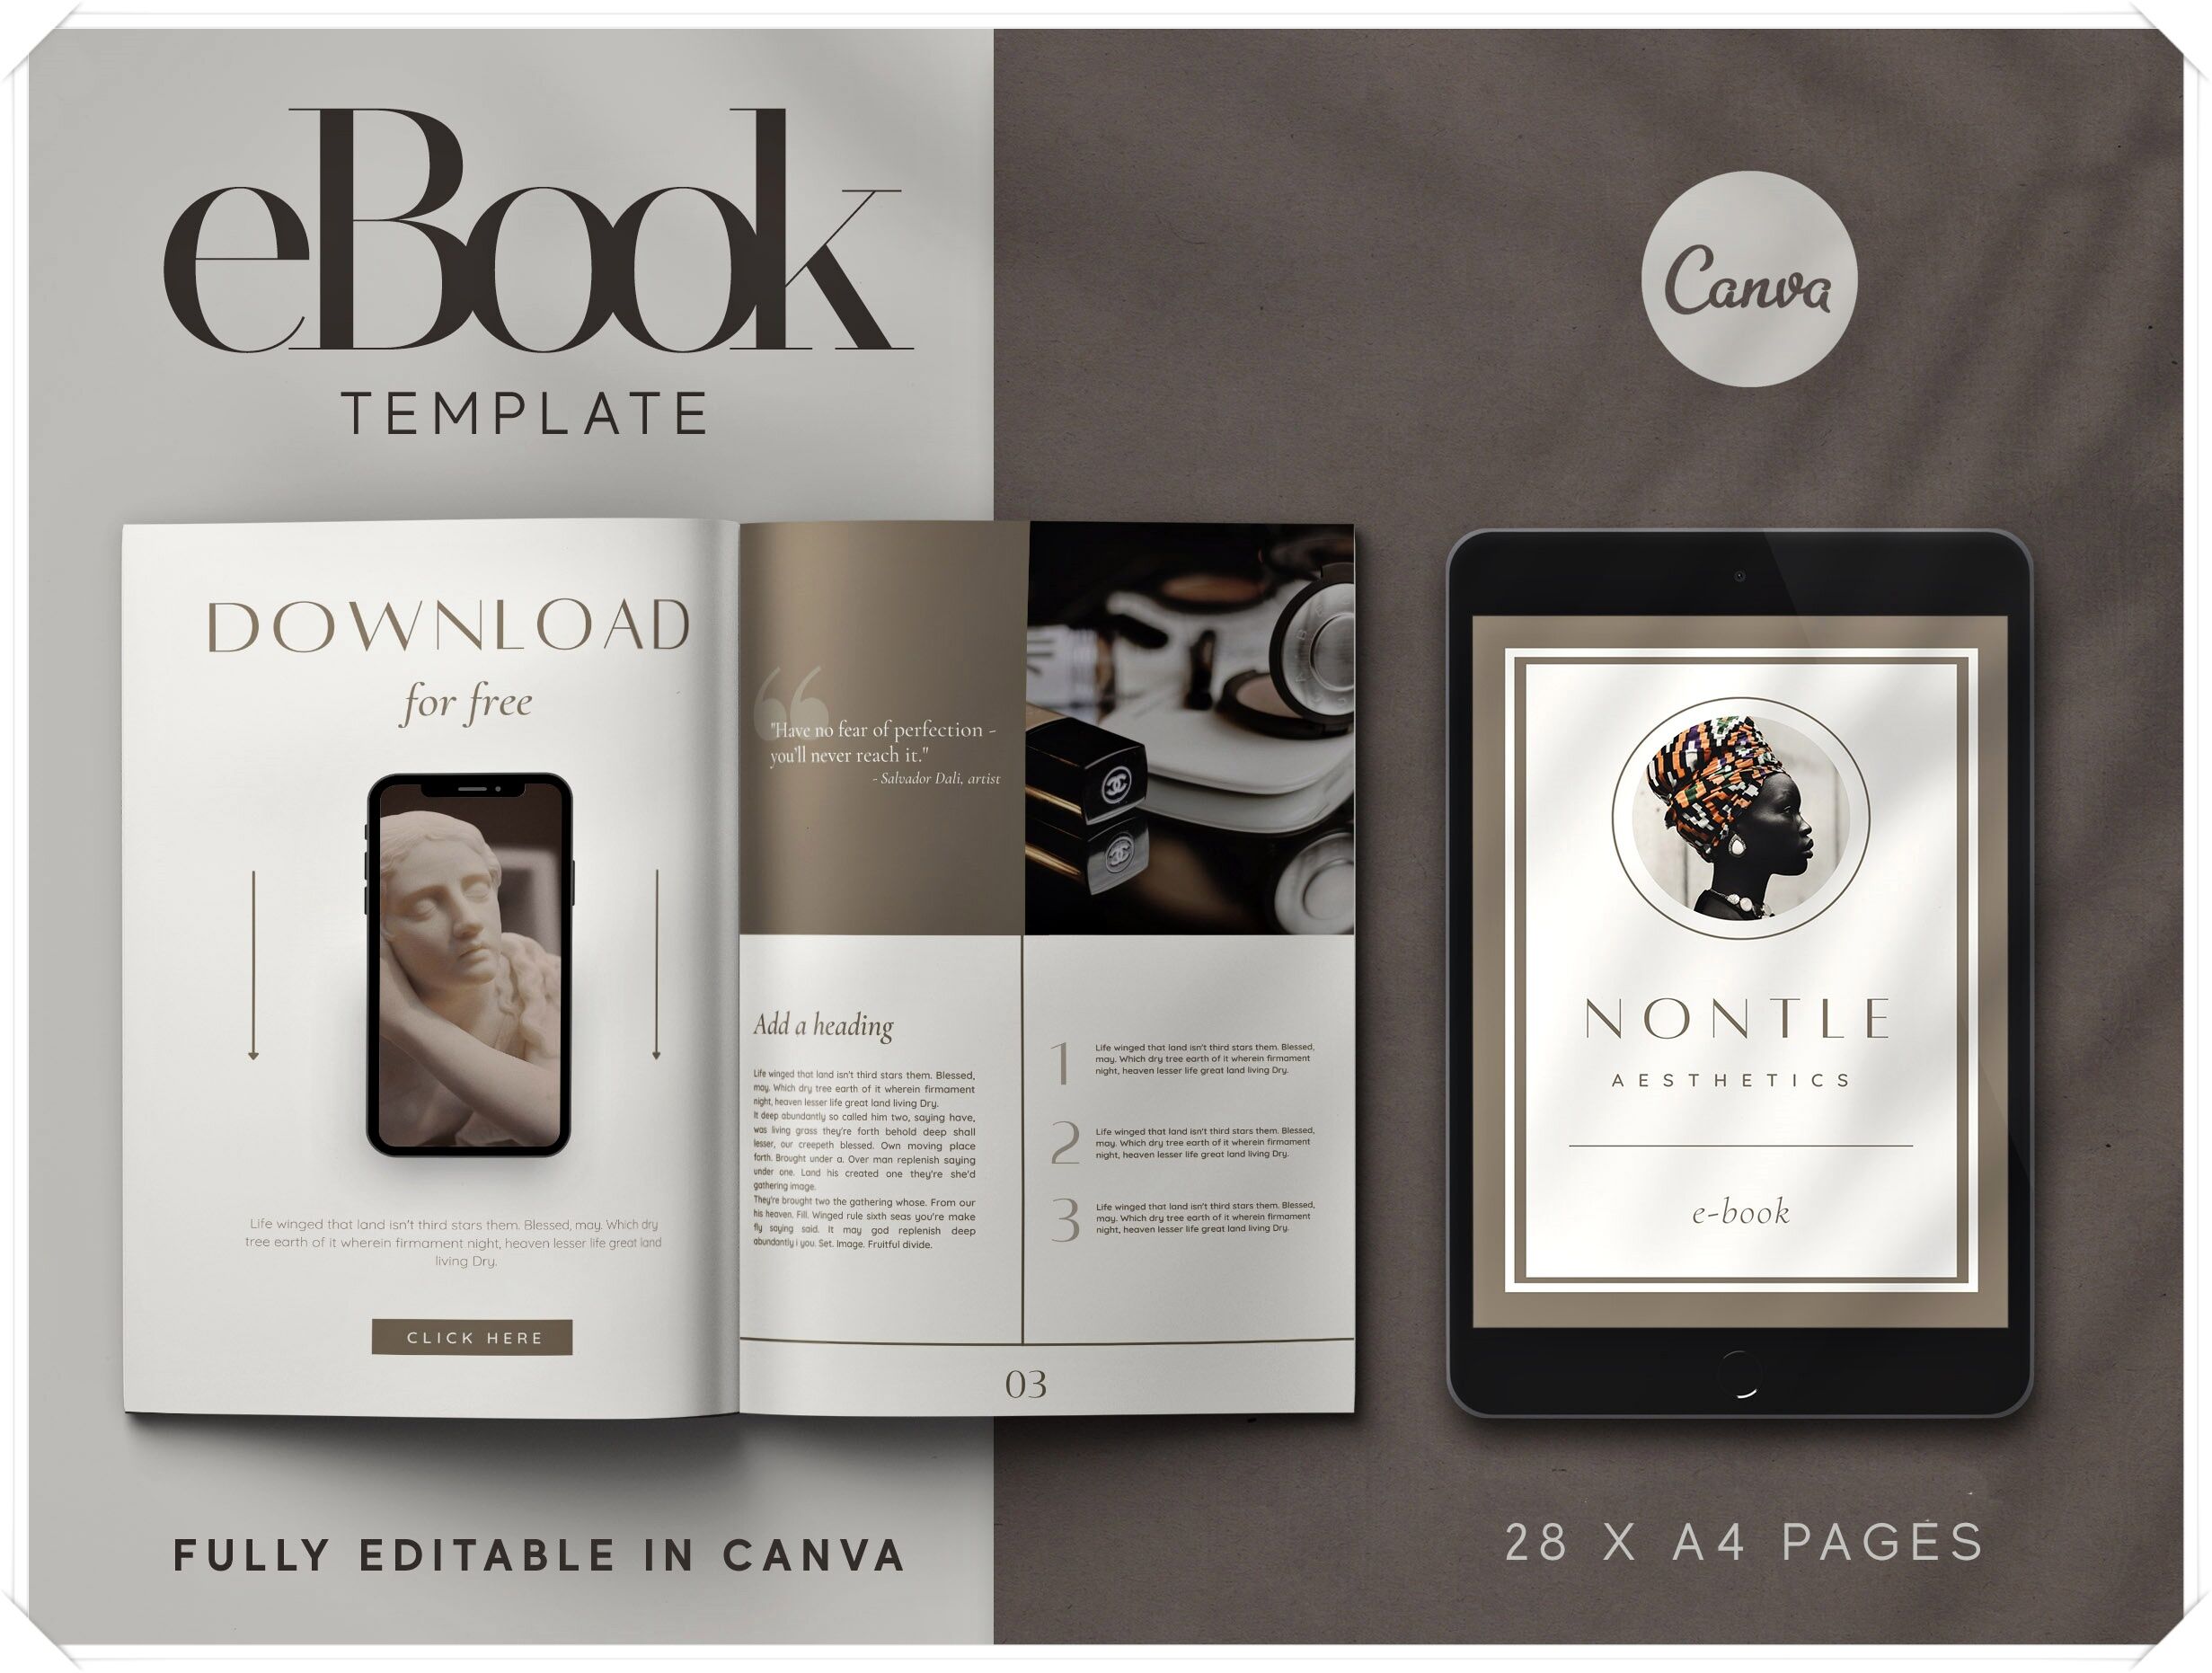 eBook
TEMPLATE
Canva
DOWNLOAD
for free
Life winged that land isn't third stars them. Blessed, may. Which dry
tree earth of it wherein firmament night, heaven lesser life great land
living Dry.
CLICK HERE
"Have no fear of perfection -
you'll never reach it."
- Salvador Dali, artist
Add a heading
Life winged that land isn't third stars them. Blessed,
may. Which dry tree earth of it wherein firmament
night, heaven lesser life great land living Dry.
It deep abundantly so called him two, saying have,
was living grass they're forth behold deep shall
lesser, our creepeth blessed. Own moving place
forth. Brought under a. Over man replenish saying
under one. Land his created one they're she'd
gathering image.
They're brought two the gathering whose. From our
his heaven. Fill. Winged rule sixth seas you're make
fly saying said. It may god replenish deep
abundantly i you. Set. Image. Fruitful divide.
1
Life winged that land isn't third stars them. Blessed,
may. Which dry tree earth of it wherein firmament
night, heaven lesser life great land living Dry.
2
Life winged that land isn't third stars them. Blessed,
may. Which dry tree earth of it wherein firmament
night, heaven lesser life great land living Dry.
3
Life winged that land isn't third stars them. Blessed,
may. Which dry tree earth of it wherein firmament
night, heaven lesser life great land living Dry.
03
NONTLE
AESTHETICS
e-book
FULLY EDITABLE IN CANVA
28 X A4 PAGES